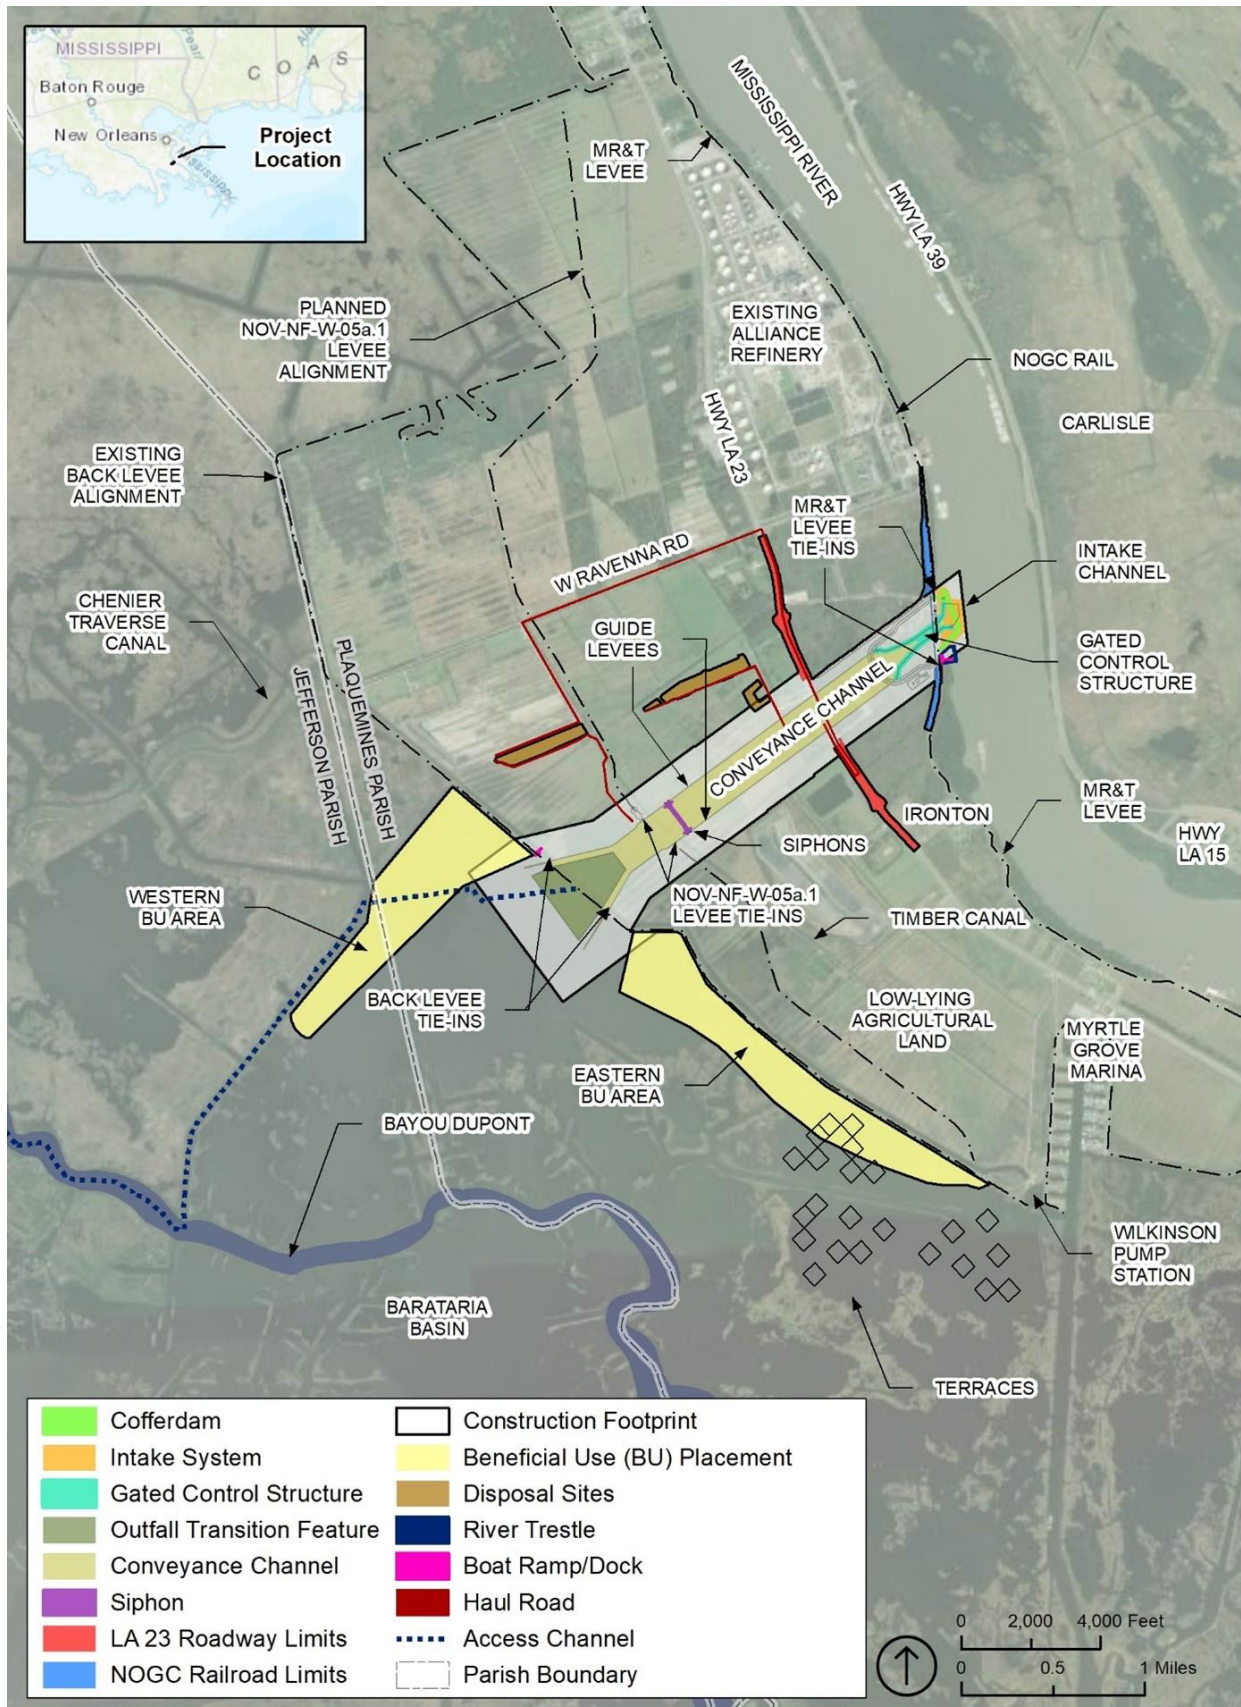 MISSISSIPPI
COAS
Pearl
Baton Rouge
New Orleans
Mississippi
Project
Location
MR&T
LEVEE
MISSISSIPPI RIVER
HWY LA 39
PLANNED
NOV-NF-W-05a.1
LEVEE
ALIGNMENT
EXISTING
ALLIANCE
REFINERY
NOGC RAIL
HWY LA 23
CARLISLE
EXISTING
BACK LEVEE
ALIGNMENT
MR&T
LEVEE
TIE-INS
W RAVENNA RD
INTAKE
CHANNEL
CHENIER
TRAVERSE
CANAL
GUIDE
LEVEES
GATED
CONTROL
STRUCTURE
PLAQUEMINES PARISH
JEFFERSON PARISH
CONVEYANCE CHANNEL
MR&T
LEVEE
IRONTON
HWY
LA 15
SIPHONS
WESTERN
BU AREA
NOV-NF-W-05a.1
LEVEE TIE-INS
TIMBER CANAL
BACK LEVEE
TIE-INS
LOW-LYING
AGRICULTURAL
LAND
MYRTLE
GROVE
MARINA
EASTERN
BU AREA
BAYOU DUPONT
WILKINSON
PUMP
STATION
BARATARIA
BASIN
TERRACES
Cofferdam
Intake System
Gated Control Structure
Outfall Transition Feature
Conveyance Channel
Siphon
LA 23 Roadway Limits
NOGC Railroad Limits
Construction Footprint
Beneficial Use (BU) Placement
Disposal Sites
River Trestle
Boat Ramp/Dock
Haul Road
Access Channel
Parish Boundary
0 2,000 4,000 Feet
0 0.5 1 Miles